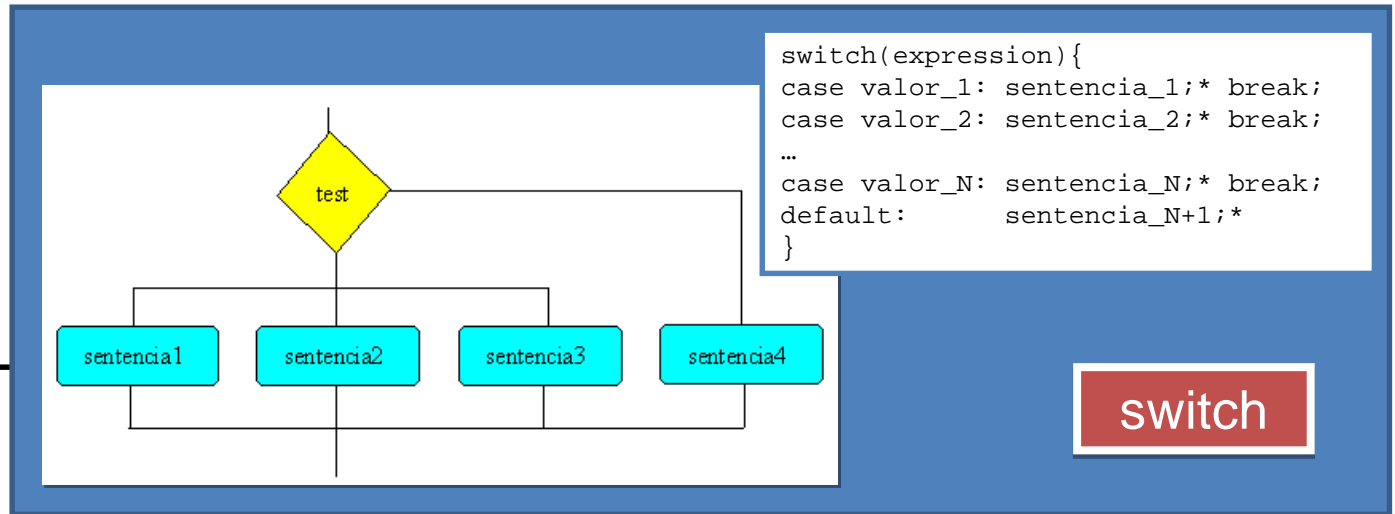 switch(expression){
case valor_1: sentencia_1;* break;
case valor_2: sentencia_2;* break;
…
case valor_N: sentencia_N;* break;
default: sentencia_N+1;*
}
test
sentencia1
sentencia2
sentencia3
sentencia4
switch